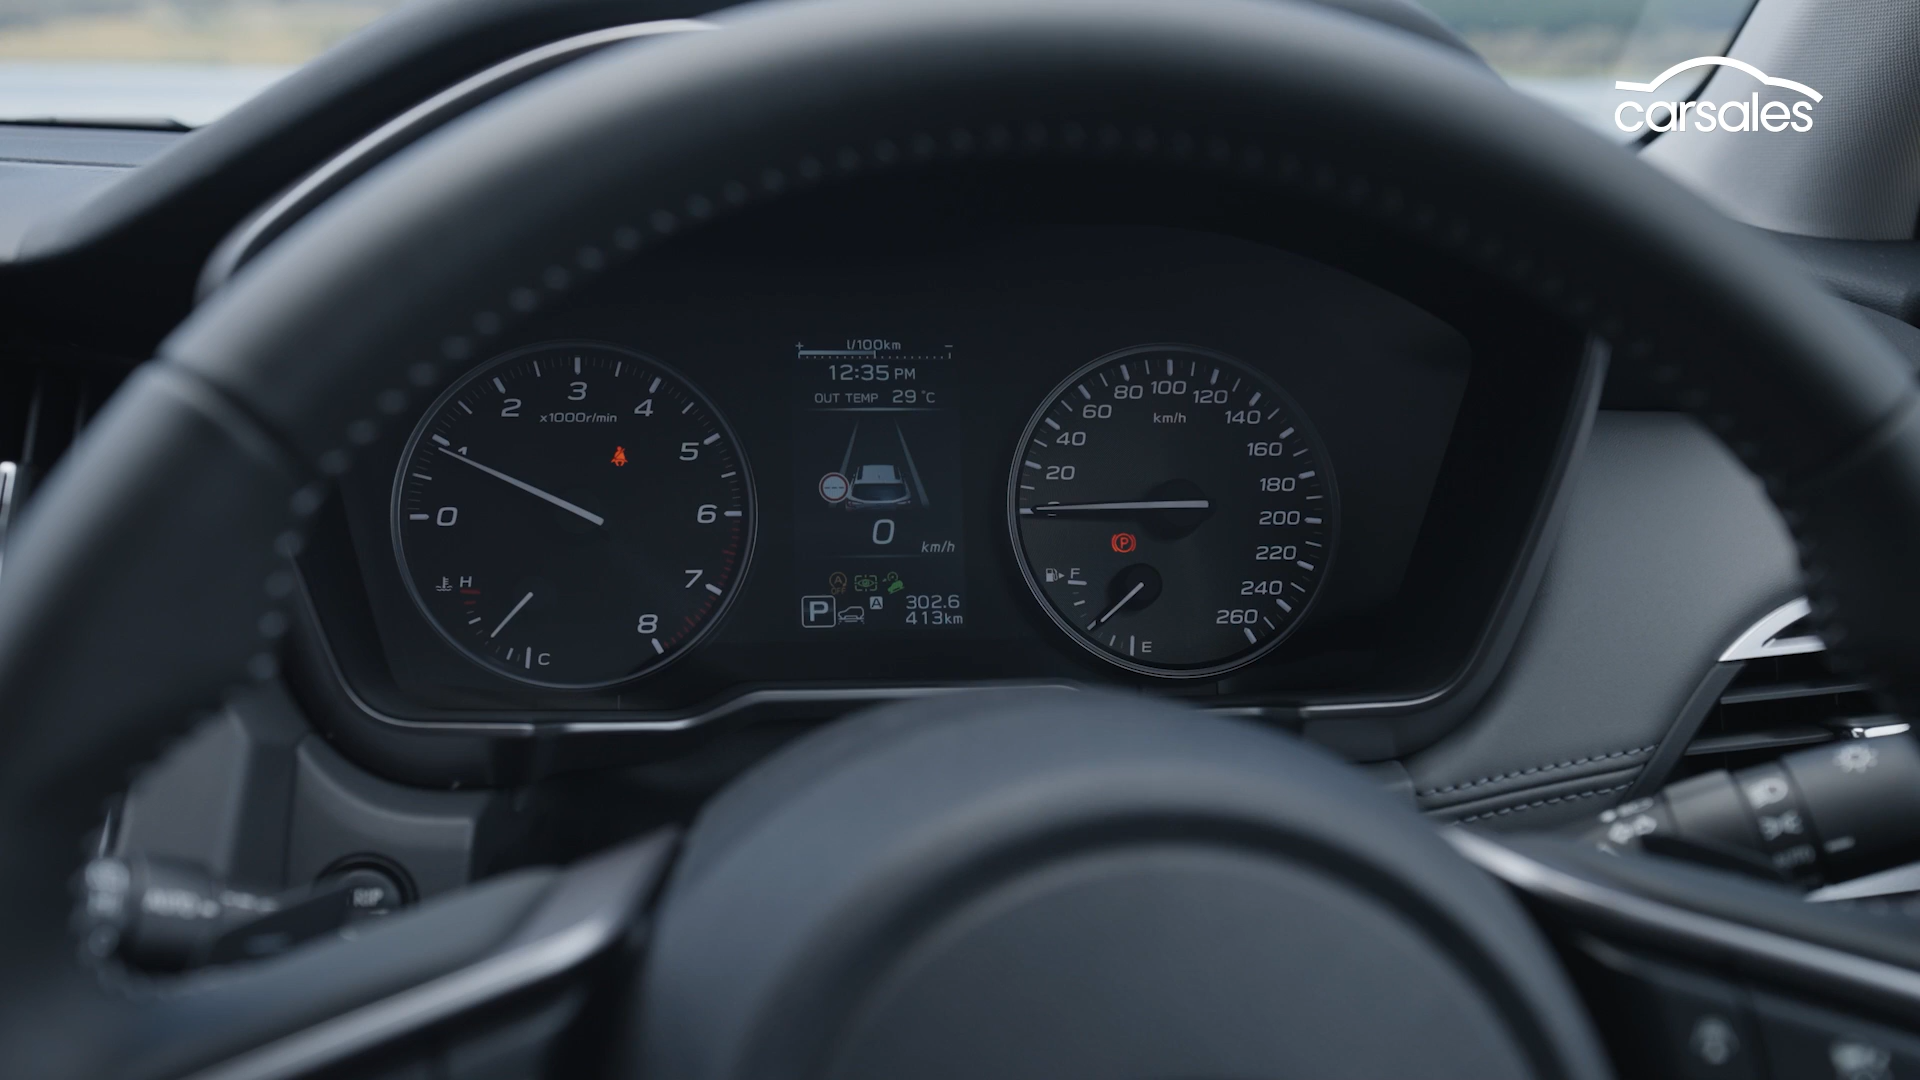 carsales
l/100km
12:35 PM
OUT TEMP 29 °C
0
1
2
3
4
5
6
7
8
x1000r/min
H
C
0
km/h
P
A
302.6
413km
20
40
60
80
100
120
140
160
180
200
220
240
260
km/h
P
F
E